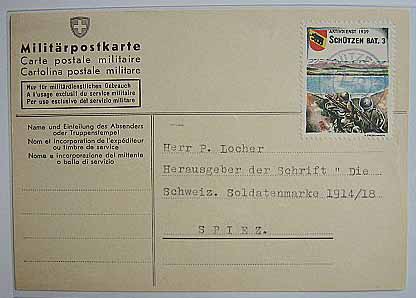 Militärpostkarte
Carte postale militaire
Cartolina postale militare
Nur für militärdienstlichen Gebrauch
A l'usage exclusif du service militaire
Per uso esclusivo del servizio militare
Name und Einteilung des Absenders
oder Truppenstempel
Nom et incorporation de l'expéditeur
ou timbre de service
Nome e incorporazione del mittente
o bollo di servizio
AKTIVDIENST 1939
SCHÜTZEN BAT. 3
Herr P. Locher
Herausgeber der Schrift " Die
Schweiz. Soldatenmarke 1914/18
SPIEZ.